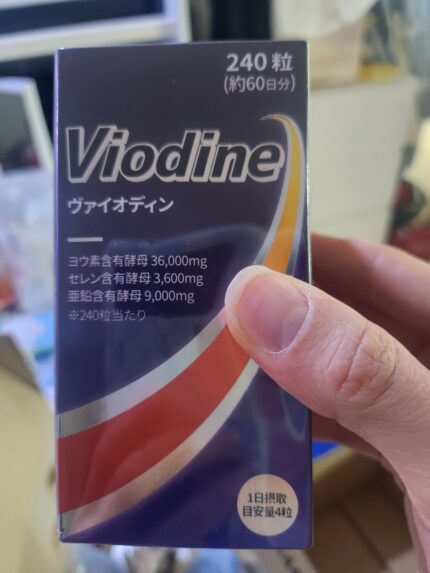 240粒
(約60日分)
Viodine
ヴァイオディン
ヨウ素含有酵母 36,000mg
セレン含有酵母 3,600mg
亜鉛含有酵母 9,000mg
※240粒当たり
1日摂取
目安量4粒